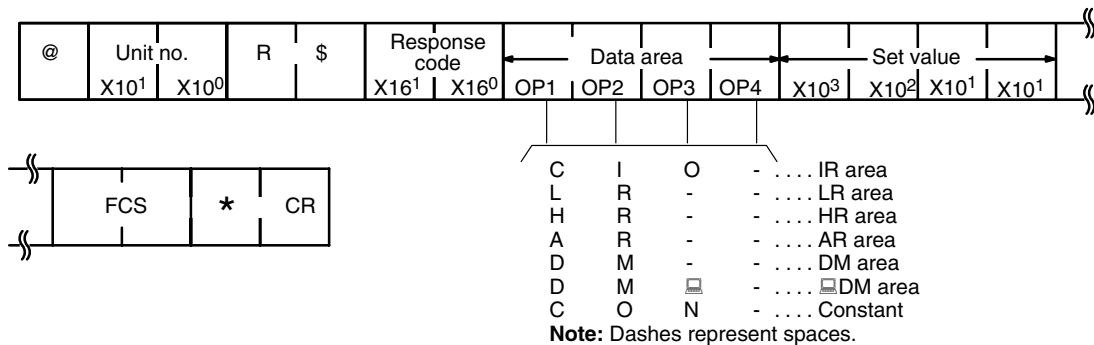 @ Unit no. R $ Response code Data area Set value
X10¹ X10⁰ X16¹ X16⁰ OP1 OP2 OP3 OP4 X10³ X10² X10¹ X10¹
FCS * CR
C I O - . . . . IR area
L R - - . . . . LR area
H R - - . . . . HR area
A R - - . . . . AR area
D M - - . . . . DM area
D M 💻 - . . . . 💻DM area
C O N - . . . . Constant
Note: Dashes represent spaces.